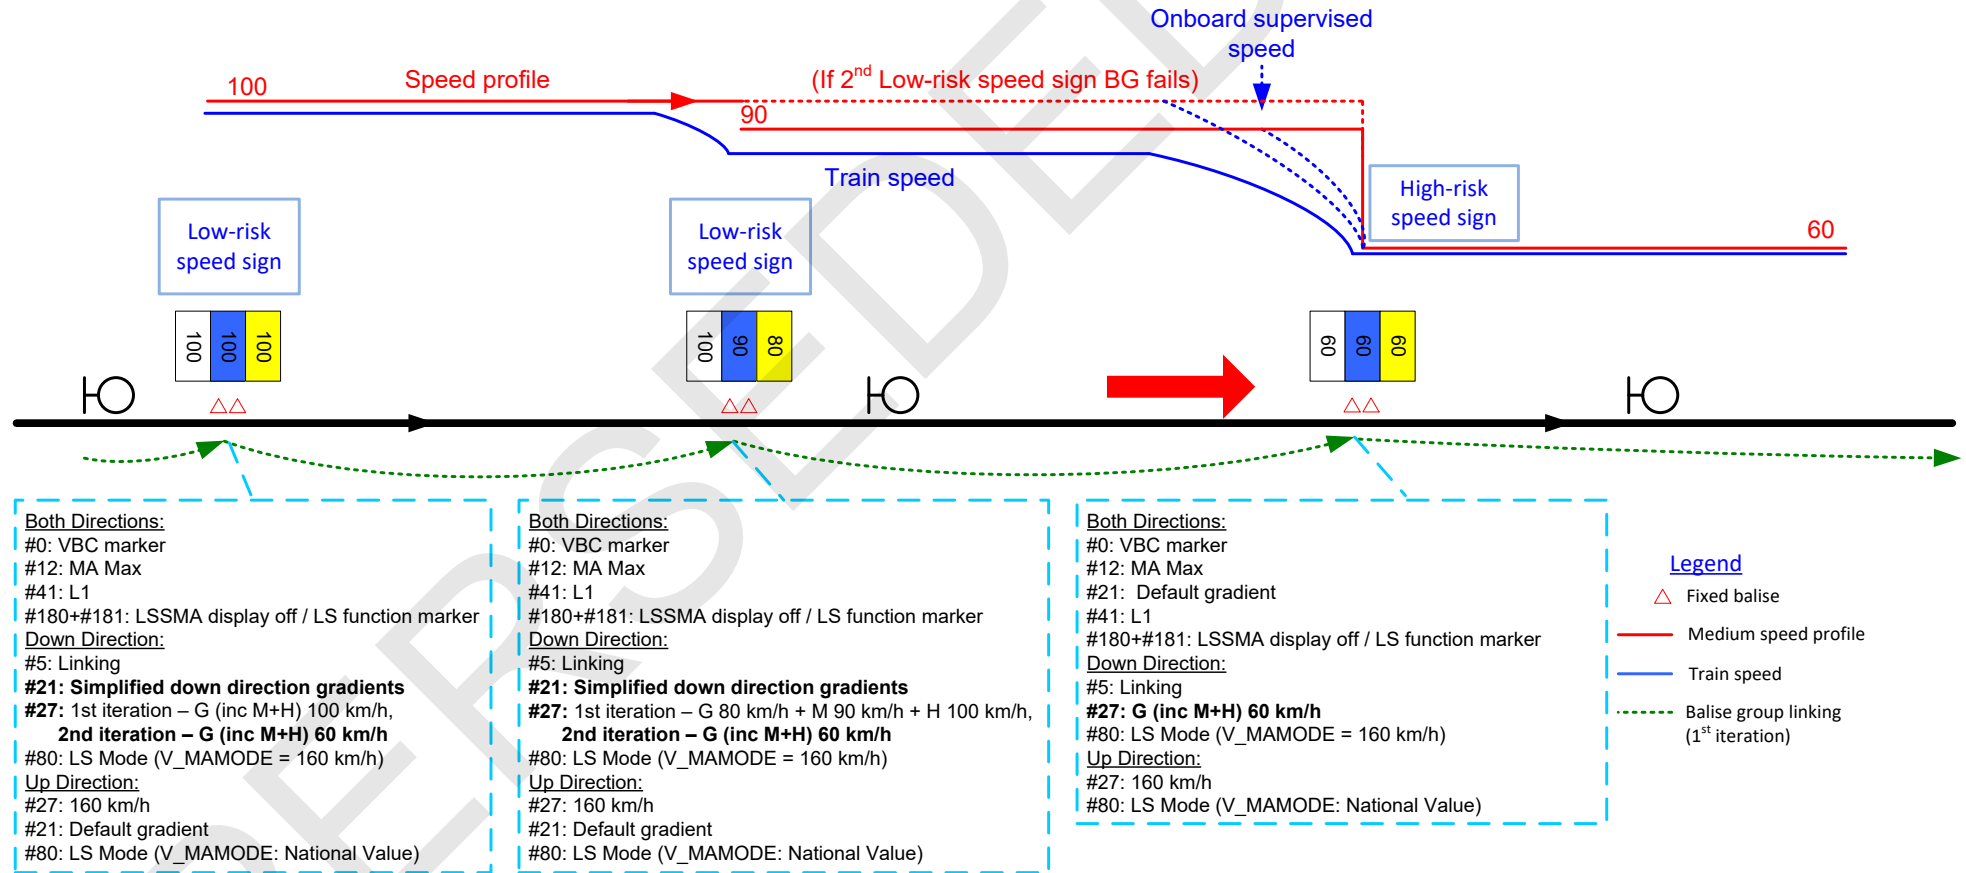 Onboard supervised
speed
100
Speed profile
(If 2nd Low-risk speed sign BG fails)
90
Train speed
High-risk
speed sign
60
Low-risk
speed sign
Low-risk
speed sign
100
100
100
100
90
80
60
60
60
Both Directions:
#0: VBC marker
#12: MA Max
#41: L1
#180+#181: LSSMA display off / LS function marker
Down Direction:
#5: Linking
#21: Simplified down direction gradients
#27: 1st iteration – G (inc M+H) 100 km/h,
2nd iteration – G (inc M+H) 60 km/h
#80: LS Mode (V_MAMODE = 160 km/h)
Up Direction:
#27: 160 km/h
#21: Default gradient
#80: LS Mode (V_MAMODE: National Value)
Both Directions:
#0: VBC marker
#12: MA Max
#41: L1
#180+#181: LSSMA display off / LS function marker
Down Direction:
#5: Linking
#21: Simplified down direction gradients
#27: 1st iteration – G 80 km/h + M 90 km/h + H 100 km/h,
2nd iteration – G (inc M+H) 60 km/h
#80: LS Mode (V_MAMODE = 160 km/h)
Up Direction:
#27: 160 km/h
#21: Default gradient
#80: LS Mode (V_MAMODE: National Value)
Both Directions:
#0: VBC marker
#12: MA Max
#21: Default gradient
#41: L1
#180+#181: LSSMA display off / LS function marker
Down Direction:
#5: Linking
#27: G (inc M+H) 60 km/h
#80: LS Mode (V_MAMODE = 160 km/h)
Up Direction:
#27: 160 km/h
#80: LS Mode (V_MAMODE: National Value)
Legend
Fixed balise
Medium speed profile
Train speed
Balise group linking
(1st iteration)
PERSEDED